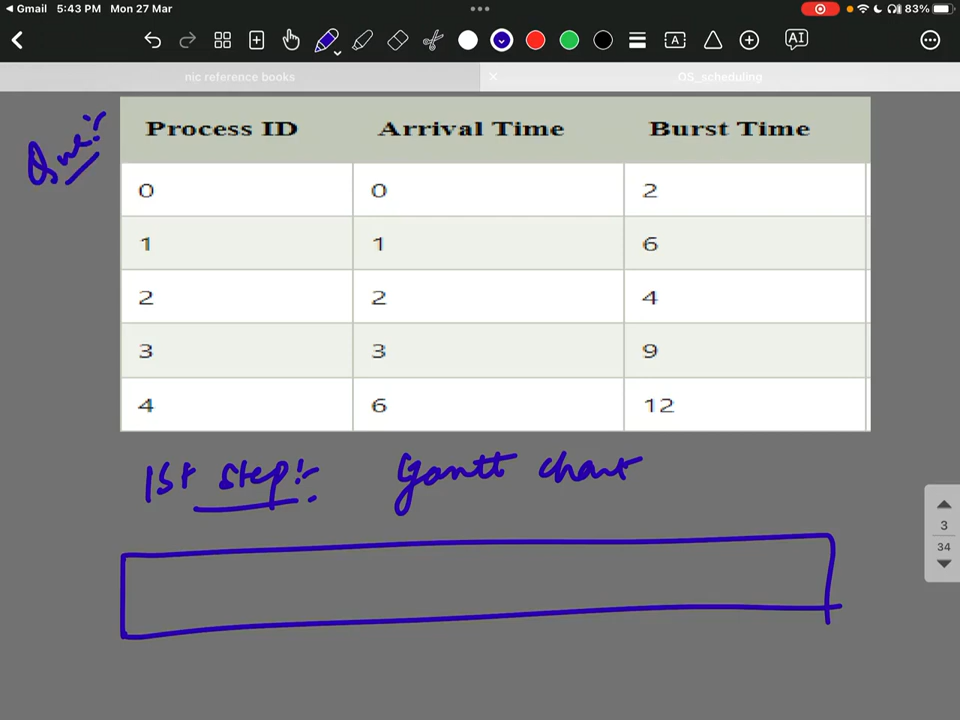 Gmail 5:43 PM Mon 27 Mar 83%
AI
nic reference books
OS_scheduling
Que:-
Process ID Arrival Time Burst Time
0 0 2
1 1 6
2 2 4
3 3 9
4 6 12
1st step:- Gantt chart
3
34